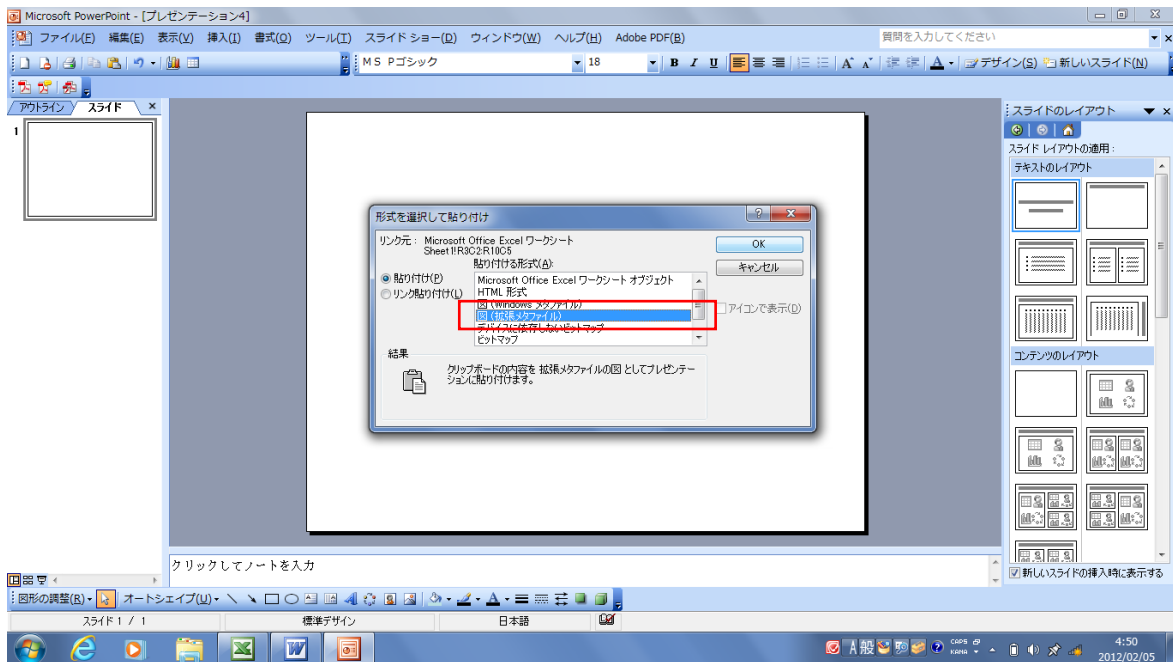 Microsoft PowerPoint - [プレゼンテーション4]
ファイル(F) 編集(E) 表示(V) 挿入(I) 書式(O) ツール(T) スライド ショー(D) ウィンドウ(W) ヘルプ(H) Adobe PDF(B) 質問を入力してください
MS Pゴシック 18 B I U デザイン(S) 新しいスライド(N)
アウトライン スライド
スライドのレイアウト
1
スライド レイアウトの適用:
テキストのレイアウト
形式を選択して貼り付け
リンク元: Microsoft Office Excel ワークシート
Sheet1!R3C2:R10C5
貼り付ける形式(A):
OK
キャンセル
貼り付け(P)
リンク貼り付け(L)
Microsoft Office Excel ワークシート オブジェクト
HTML 形式
図 (Windows メタファイル)
図 (拡張メタファイル)
デバイスに依存しないビットマップ
ビットマップ
アイコンで表示(D)
結果
クリップボードの内容を 拡張メタファイルの図 としてプレゼンテー
ションに貼り付けます。
コンテンツのレイアウト
クリックしてノートを入力
新しいスライドの挿入時に表示する
図形の調整(R) オートシェイプ(U)
スライド 1 / 1 標準デザイン 日本語
A 般 CAPS KANA 4:50
2012/02/05